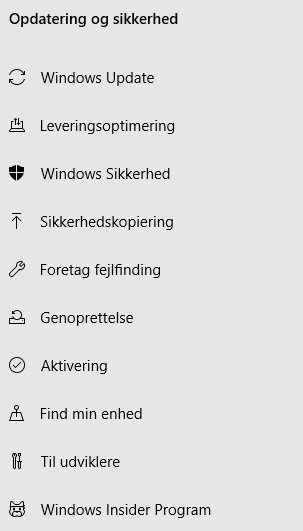 Opdatering og sikkerhed
Windows Update
Leveringsoptimering
Windows Sikkerhed
Sikkerhedskopiering
Foretag fejlfinding
Genoprettelse
Aktivering
Find min enhed
Til udviklere
Windows Insider Program